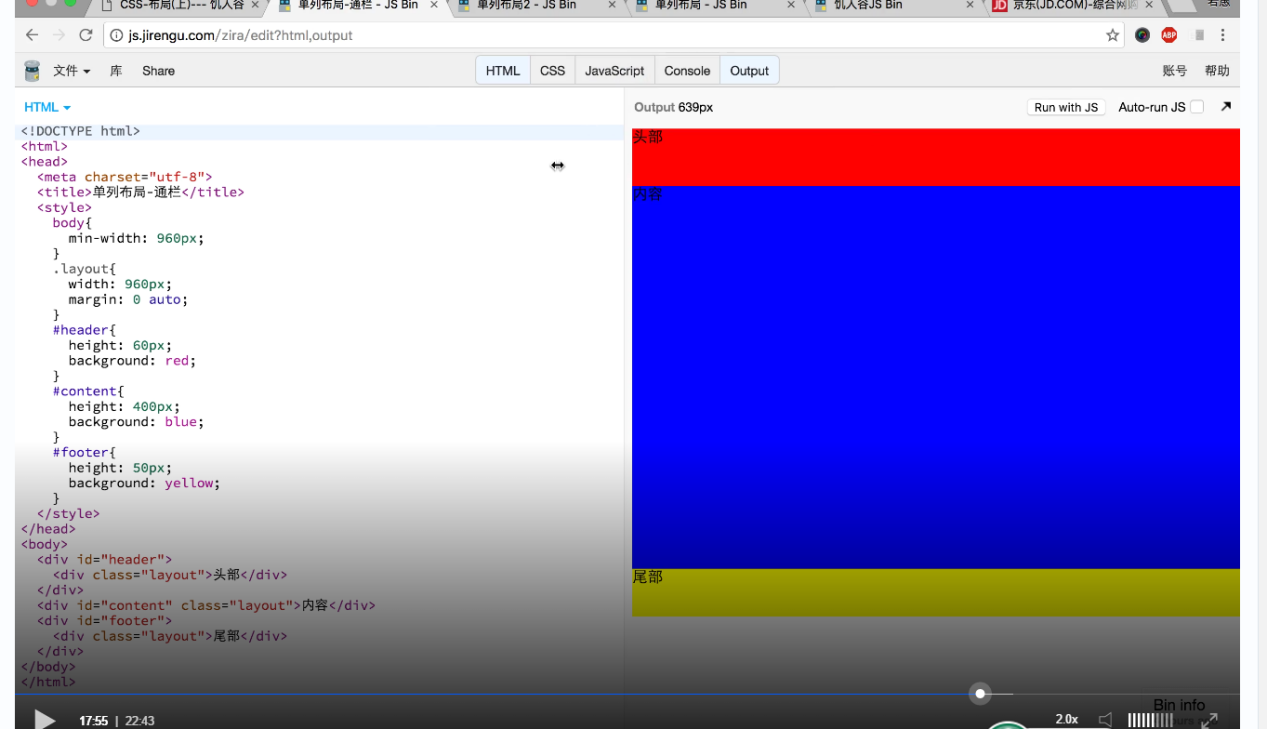 CSS-布局(上)--- 饥人谷 × 单列布局-通栏 - JS Bin × 单列布局2 - JS Bin × 单列布局 - JS Bin × 饥人谷JS Bin × JD 京东(JD.COM)-综合网购 ×
js.jirengu.com/zira/edit?html,output ABP
文件 库 Share HTML CSS JavaScript Console Output 账号 帮助
HTML
Output 639px Run with JS Auto-run JS
<!DOCTYPE html>
<html>
<head>
<meta charset="utf-8">
<title>单列布局-通栏</title>
<style>
body{
min-width: 960px;
}
.layout{
width: 960px;
margin: 0 auto;
}
#header{
height: 60px;
background: red;
}
#content{
height: 400px;
background: blue;
}
#footer{
height: 50px;
background: yellow;
}
</style>
</head>
<body>
<div id="header">
<div class="layout">头部</div>
</div>
<div id="content" class="layout">内容</div>
<div id="footer">
<div class="layout">尾部</div>
</div>
</body>
</html>
头部
内容
尾部
Bin info
17:55 | 22:43 2.0x